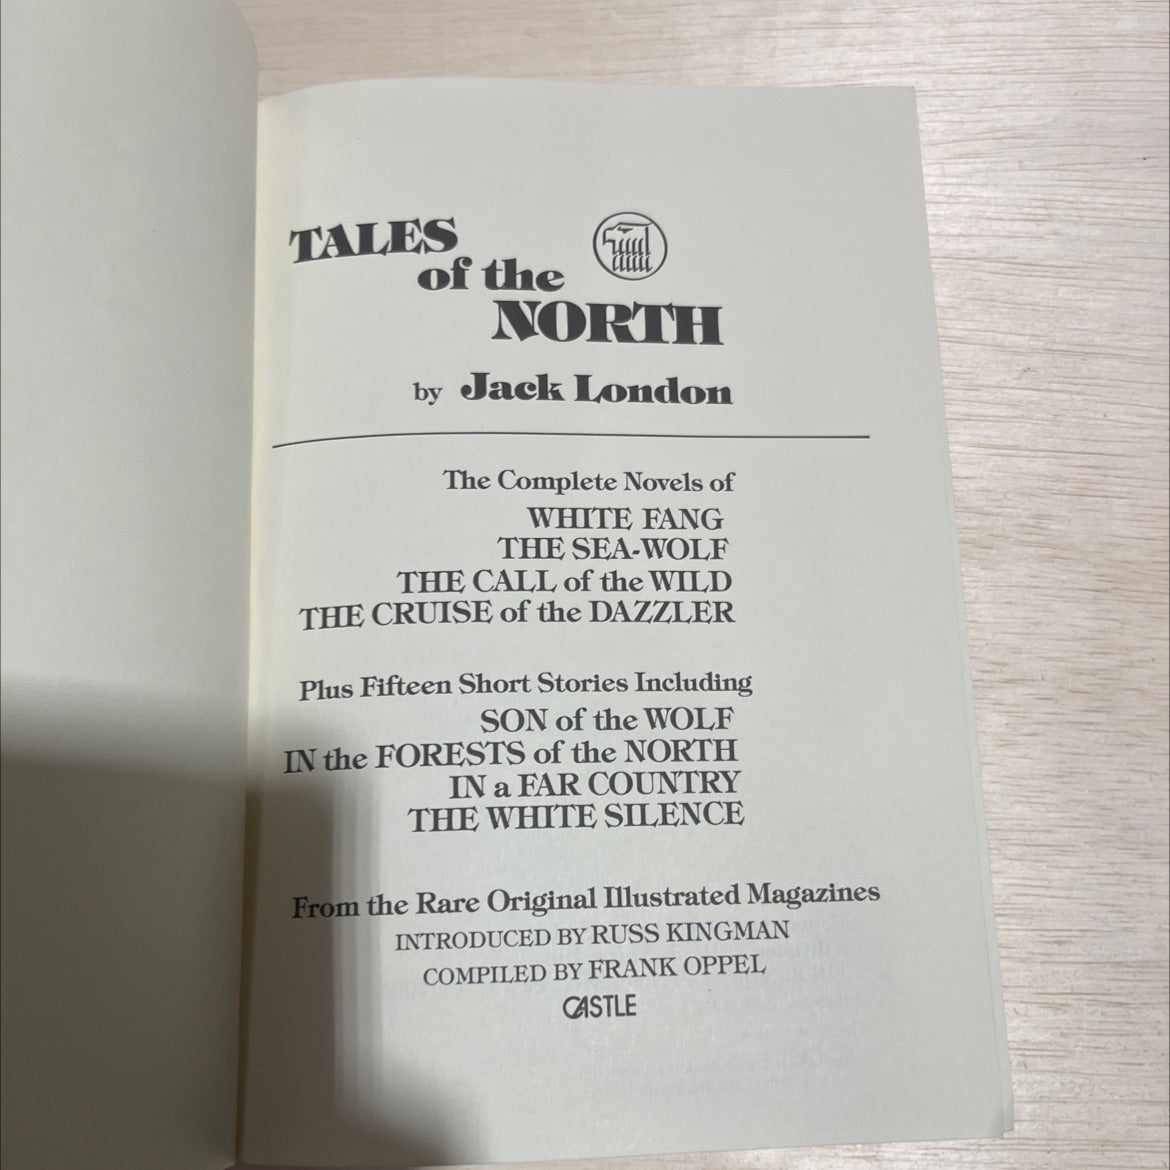 TALES
of the
NORTH
by Jack London
The Complete Novels of
WHITE FANG
THE SEA-WOLF
THE CALL of the WILD
THE CRUISE of the DAZZLER
Plus Fifteen Short Stories Including
SON of the WOLF
IN the FORESTS of the NORTH
IN a FAR COUNTRY
THE WHITE SILENCE
From the Rare Original Illustrated Magazines
INTRODUCED BY RUSS KINGMAN
COMPILED BY FRANK OPPEL
CASTLE